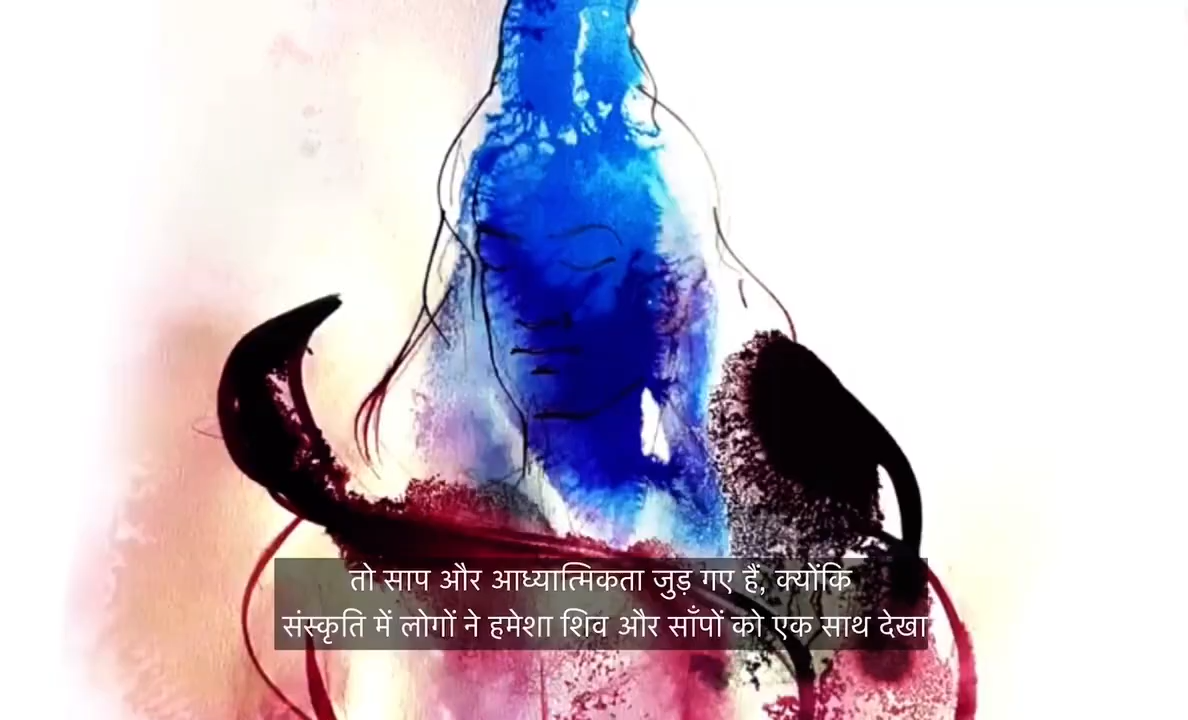 तो साप और आध्यात्मिकता जुड़ गए हैं, क्योंकि
संस्कृति में लोगों ने हमेशा शिव और साँपों को एक साथ देखा